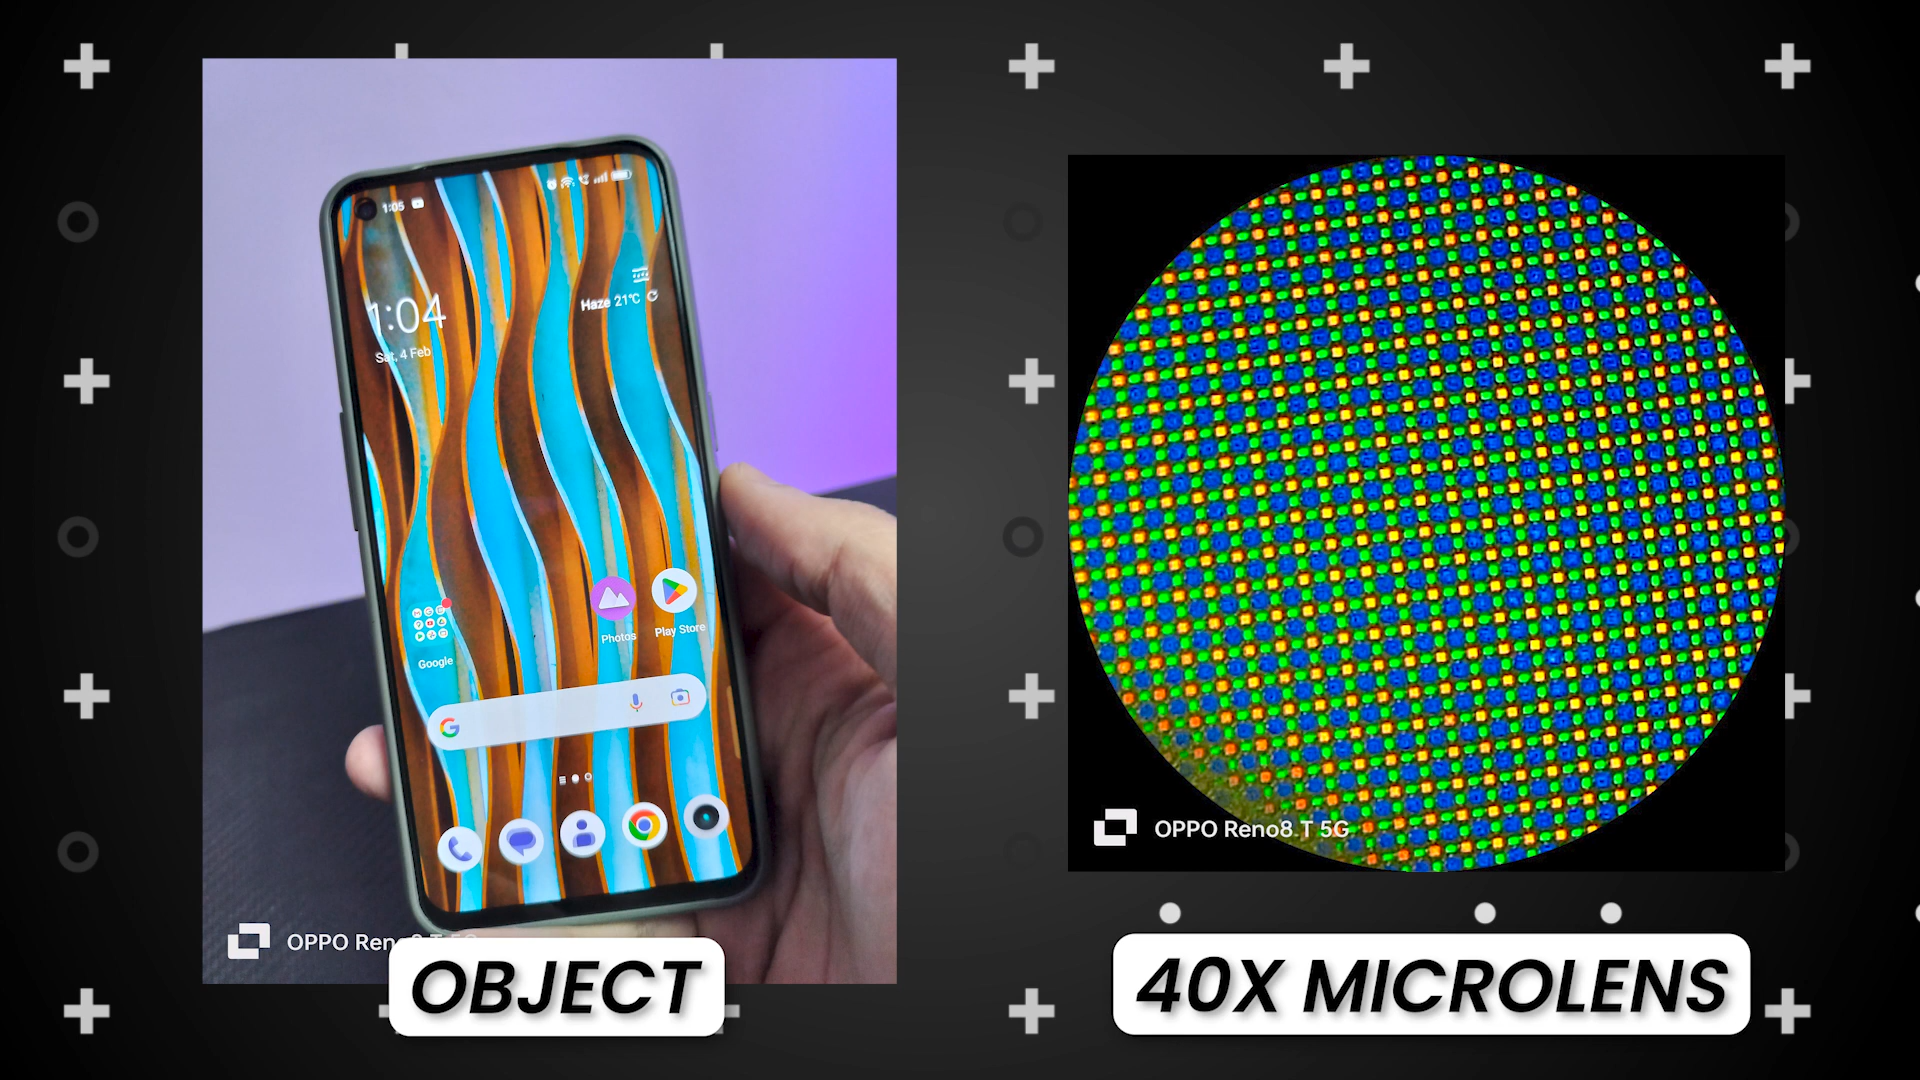 1:05
1:04
Sat, 4 Feb
Haze 21°C
Photos
Play Store
Google
G
OPPO Ren
OBJECT
OPPO Reno8 T 5G
40X MICROLENS